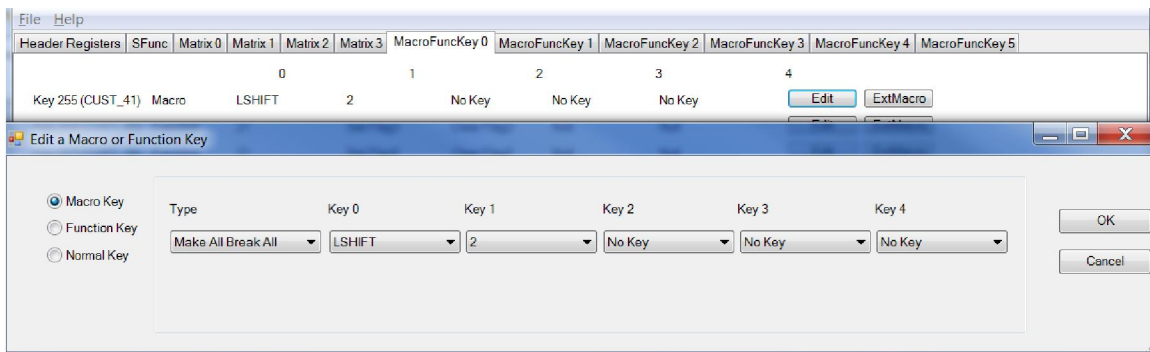 File Help
Header Registers SFunc Matrix 0 Matrix 1 Matrix 2 Matrix 3 MacroFuncKey 0 MacroFuncKey 1 MacroFuncKey 2 MacroFuncKey 3 MacroFuncKey 4 MacroFuncKey 5
0 1 2 3 4
Key 255 (CUST_41) Macro LSHIFT 2 No Key No Key No Key Edit ExtMacro
Edit a Macro or Function Key
Macro Key
Type Key 0 Key 1 Key 2 Key 3 Key 4
OK
Function Key
Make All Break All LSHIFT 2 No Key No Key No Key
Normal Key
Cancel